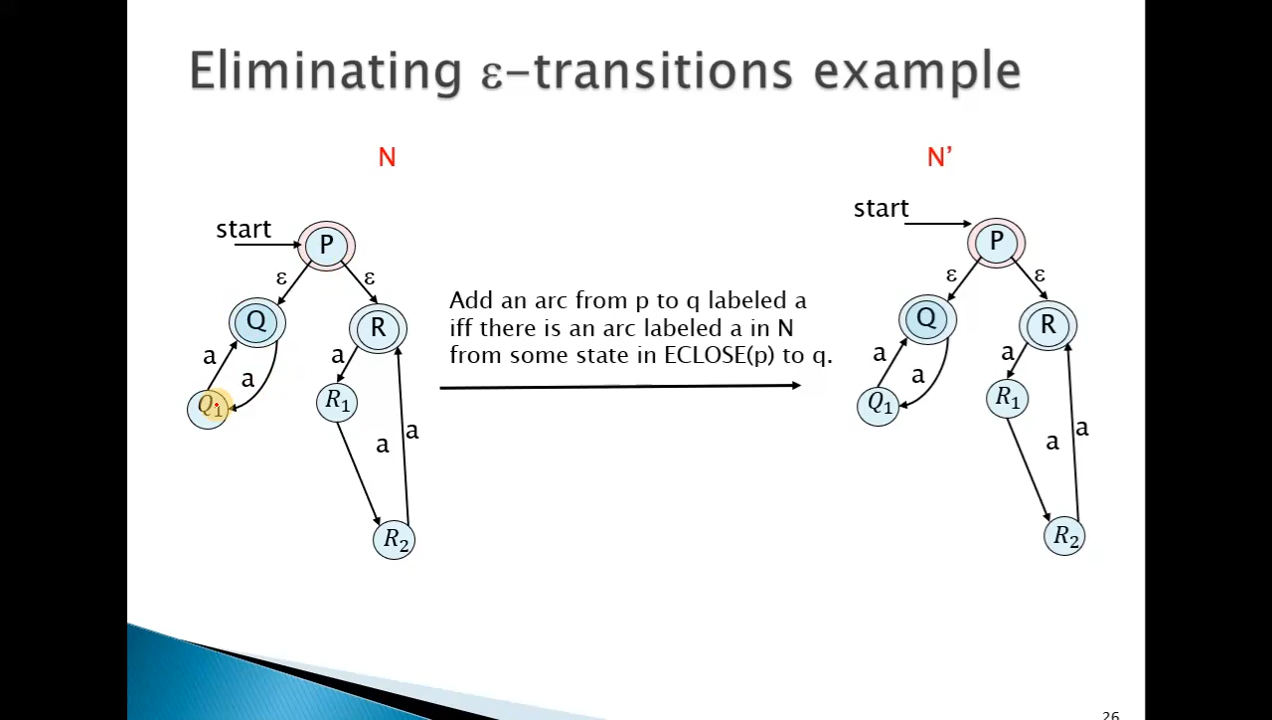 Eliminating ε-transitions example
N
N’
start
P
ε
ε
Q
R
a
a
a
Q₁
R₁
a
a
R₂
Add an arc from p to q labeled a
iff there is an arc labeled a in N
from some state in ECLOSE(p) to q.
start
P
ε
ε
Q
R
a
a
a
Q₁
R₁
a
a
R₂
26